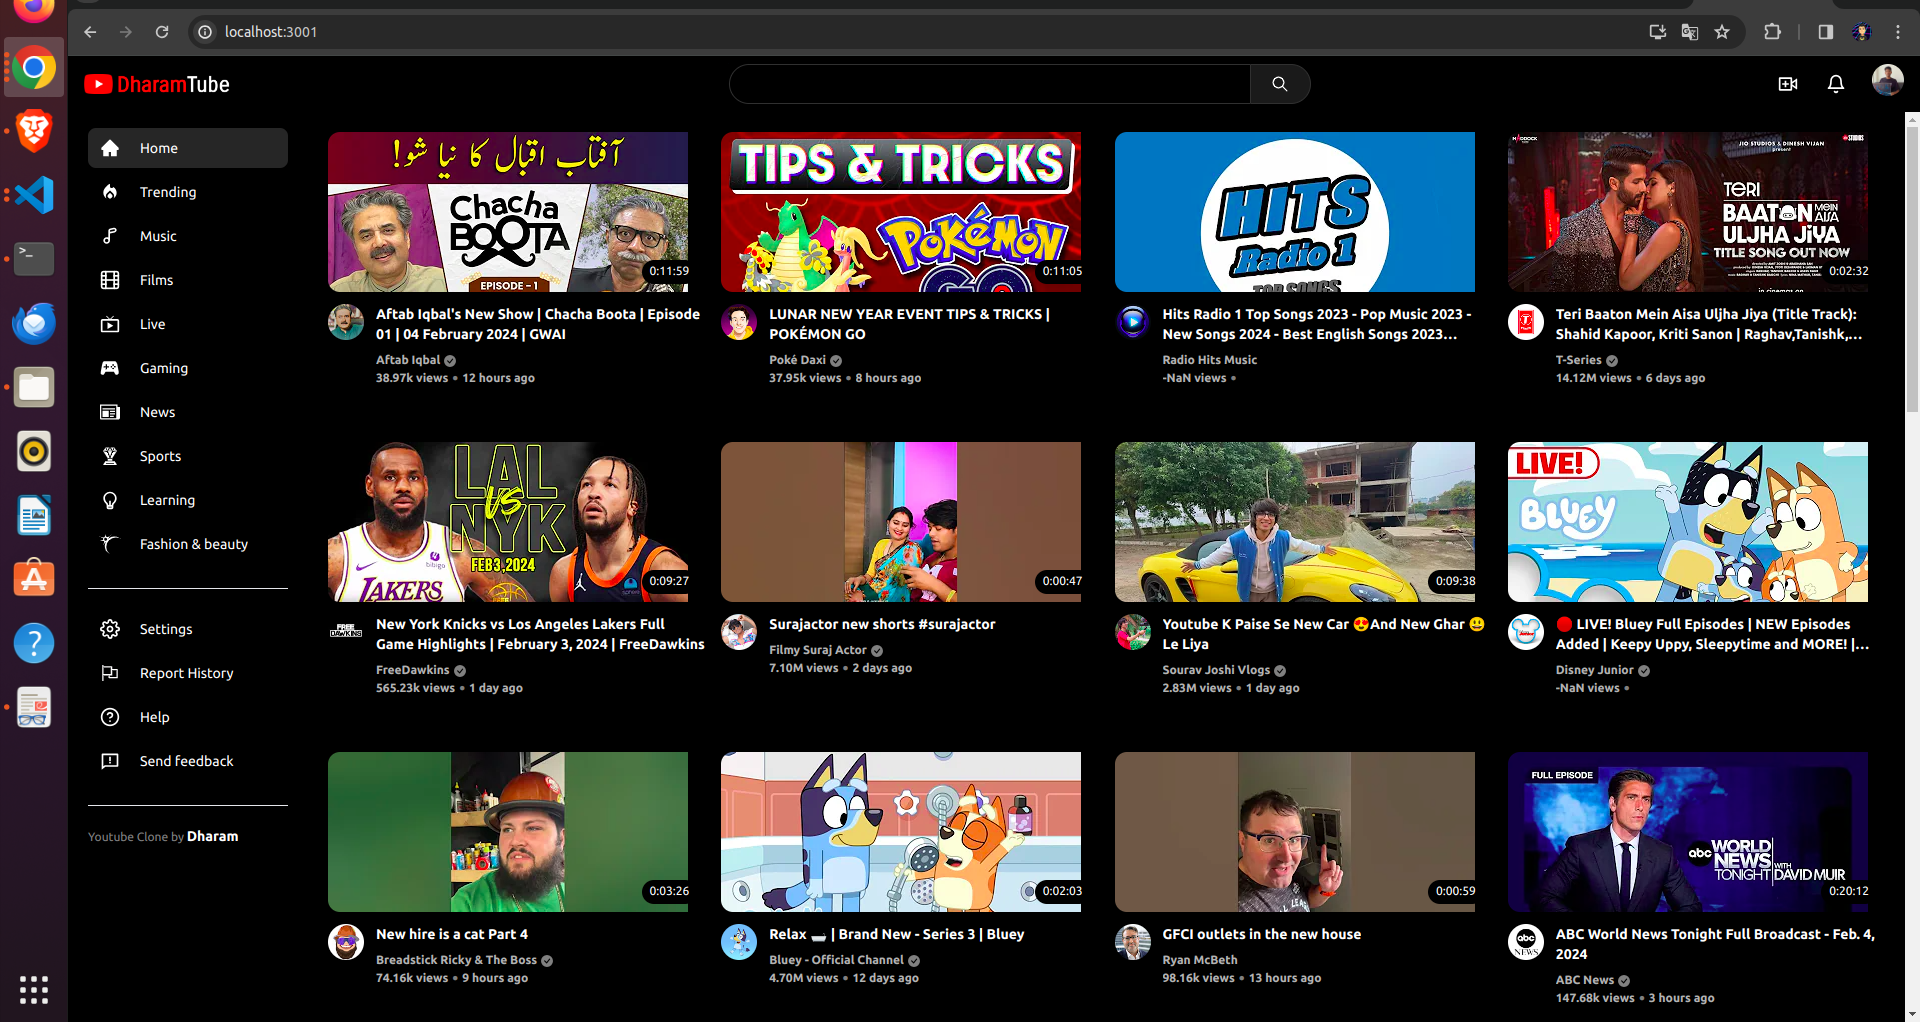 localhost:3001
DharamTube
Home
Trending
Music
Films
Live
Gaming
News
Sports
Learning
Fashion & beauty
Settings
Report History
Help
Send feedback
Youtube Clone by Dharam
آفتاب اقبال کا نیا شو!
Chacha
BOOTA
EPISODE - 1
0:11:59
Aftab Iqbal's New Show | Chacha Boota | Episode
01 | 04 February 2024 | GWAI
Aftab Iqbal
38.97k views • 12 hours ago
TIPS & TRICKS
POKéMON
GO
0:11:05
LUNAR NEW YEAR EVENT TIPS & TRICKS |
POKÉMON GO
Poké Daxi
37.95k views • 8 hours ago
HITS
Radio 1
TOP SONGS
Hits Radio 1 Top Songs 2023 - Pop Music 2023 -
New Songs 2024 - Best English Songs 2023...
Radio Hits Music
-NaN views •
MADDOCK
STUDIOS
JIO STUDIOS & DINESH VIJAN
present
TERI
BAATON MEIN AISA
ULJHA JIYA
TITLE SONG OUT NOW
in cinemas on
0:02:32
Teri Baaton Mein Aisa Uljha Jiya (Title Track):
Shahid Kapoor, Kriti Sanon | Raghav,Tanishk,...
T-Series
14.12M views • 6 days ago
LAL
VS
NYK
FEB3,2024
bibigo
LAKERS
0:09:27
FREE
DAWKINS
New York Knicks vs Los Angeles Lakers Full
Game Highlights | February 3, 2024 | FreeDawkins
FreeDawkins
565.23k views • 1 day ago
0:00:47
Surajactor new shorts #surajactor
Filmy Suraj Actor
7.10M views • 2 days ago
0:09:38
Youtube K Paise Se New Car 😍And New Ghar 😀
Le Liya
Sourav Joshi Vlogs
2.83M views • 1 day ago
LIVE!
BLUEY
🔴 LIVE! Bluey Full Episodes | NEW Episodes
Added | Keepy Uppy, Sleepytime and MORE! |...
Disney Junior
-NaN views •
0:03:26
New hire is a cat Part 4
Breadstick Ricky & The Boss
74.16k views • 9 hours ago
0:02:03
Relax 🛁 | Brand New - Series 3 | Bluey
Bluey - Official Channel
4.70M views • 12 days ago
0:00:59
GFCI outlets in the new house
Ryan McBeth
98.16k views • 13 hours ago
FULL EPISODE
abc WORLD
NEWS
TONIGHT WITH DAVID MUIR
0:20:12
abc
NEWS
ABC World News Tonight Full Broadcast - Feb. 4,
2024
ABC News
147.68k views • 3 hours ago